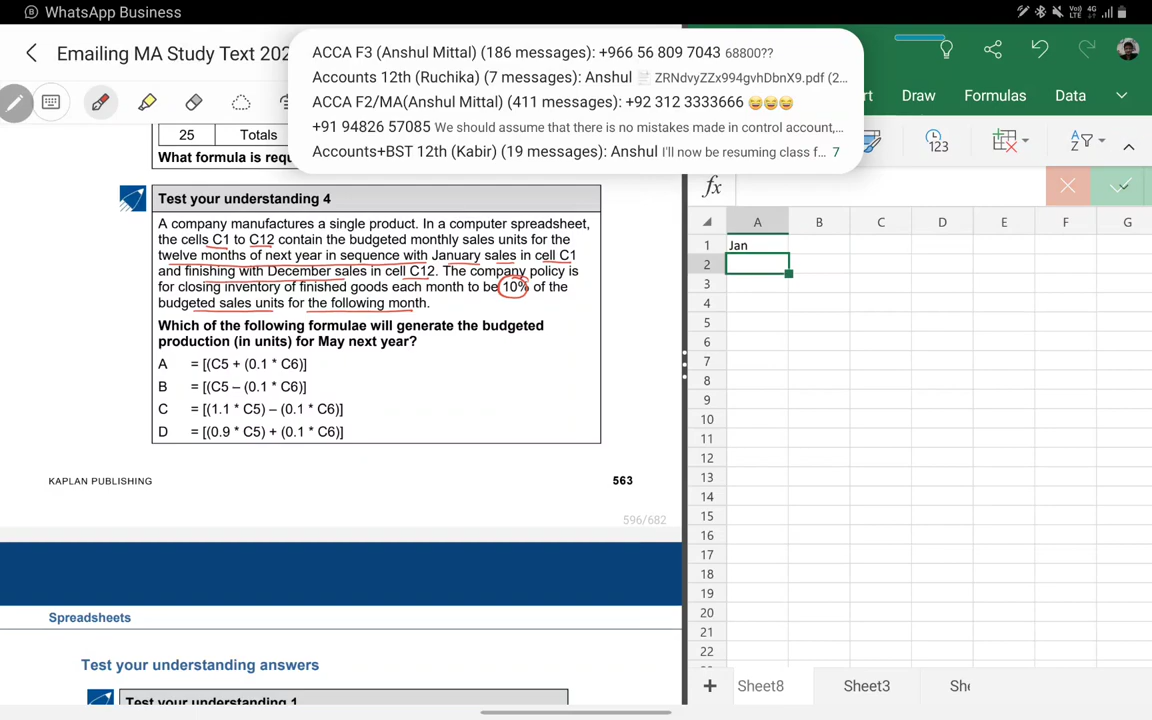 WhatsApp Business
Emailing MA Study Text 202
ACCA F3 (Anshul Mittal) (186 messages): +966 56 809 7043 68800??
Accounts 12th (Ruchika) (7 messages): Anshul ZRNdvyZZx994gvhDbnX9.pdf (2...
ACCA F2/MA(Anshul Mittal) (411 messages): +92 312 3333666 😂😂😂
+91 94826 57085 We should assume that there is no mistakes made in control account,...
Accounts+BST 12th (Kabir) (19 messages): Anshul I'll now be resuming class f... 7
Draw Formulas Data
123
A
Z
fx
25 Totals
What formula is requ
Test your understanding 4
A company manufactures a single product. In a computer spreadsheet,
the cells C1 to C12 contain the budgeted monthly sales units for the
twelve months of next year in sequence with January sales in cell C1
and finishing with December sales in cell C12. The company policy is
for closing inventory of finished goods each month to be 10% of the
budgeted sales units for the following month.
Which of the following formulae will generate the budgeted
production (in units) for May next year?
A = [(C5 + (0.1 * C6)]
B = [(C5 – (0.1 * C6)]
C = [(1.1 * C5) – (0.1 * C6)]
D = [(0.9 * C5) + (0.1 * C6)]
KAPLAN PUBLISHING 563
596/682
Spreadsheets
Test your understanding answers
Test your understanding 1
A B C D E F G
1 Jan
2
3
4
5
6
7
8
9
10
11
12
13
14
15
16
17
18
19
20
21
22
+ Sheet8 Sheet3 She